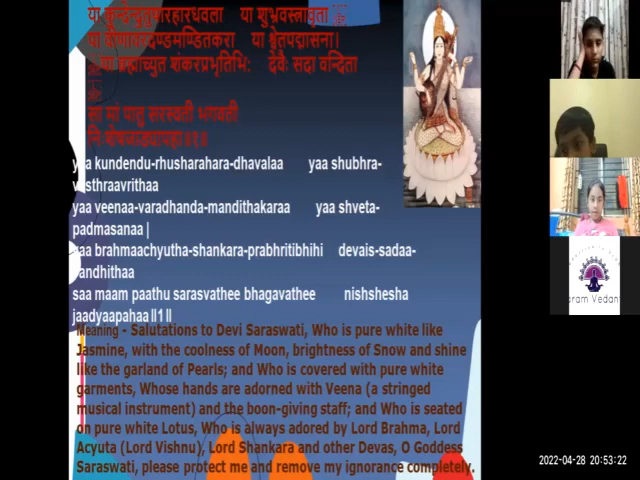 या कुन्देन्दुतुषारहारधवला या शुभ्रवस्त्रावृता
या वीणावरदण्डमण्डितकरा या श्वेतपद्मासना।
या ब्रह्माच्युत शंकरप्रभृतिभिः देवैः सदा वन्दिता
सा मां पातु सरस्वती भगवती
yaa kundendu-rhusharahara-dhavalaa yaa shubhra-
vasthraavrithaa
yaa veenaa-varadhanda-mandithakaraa yaa shveta-
padmasanaa |
yaa brahmaachyutha-shankara-prabhritibhihi devais-sadaa-
vandhithaa
saa maam paathu sarasvathee bhagavathee nishshesha
jaadyaapahaa ॥1॥
Meaning - Salutations to Devi Saraswati, Who is pure white like
Jasmine, with the coolness of Moon, brightness of Snow and shine
like the garland of Pearls; and Who is covered with pure white
garments, Whose hands are adorned with Veena (a stringed
musical instrument) and the boon-giving staff; and Who is seated
on pure white Lotus, Who is always adored by Lord Brahma, Lord
Acyuta (Lord Vishnu), Lord Shankara and other Devas, O Goddess
Saraswati, please protect me and remove my ignorance completely.
aram Vedant
2022-04-28 20:53:22